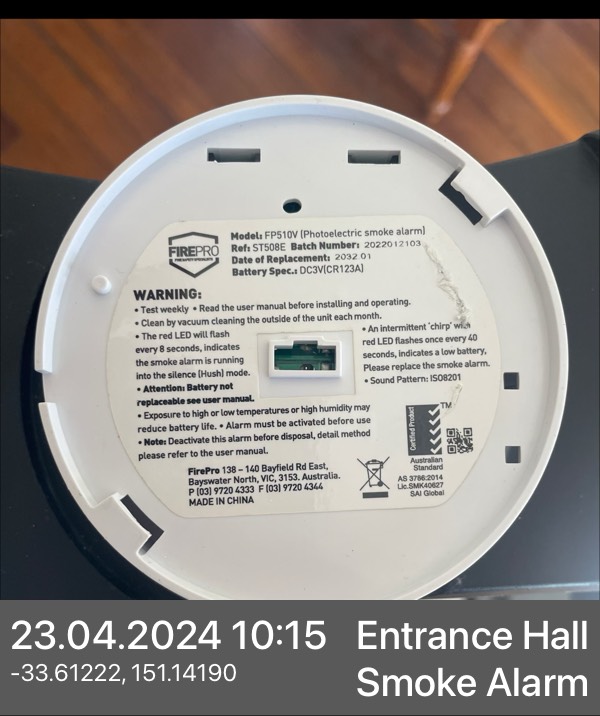 FIREPRO
FIRE SAFETY SPECIALISTS
Model: FP510V (Photoelectric smoke alarm)
Ref: ST508E Batch Number: 2022012103
Date of Replacement: 2032.01
Battery Spec.: DC3V(CR123A)
WARNING:
• Test weekly • Read the user manual before installing and operating.
• Clean by vacuum cleaning the outside of the unit each month.
• The red LED will flash
every 8 seconds, indicates
the smoke alarm is running
into the silence (Hush) mode.
• Attention: Battery not
replaceable see user manual.
• Exposure to high or low temperatures or high humidity may
reduce battery life. • Alarm must be activated before use
• Note: Deactivate this alarm before disposal, detail method
please refer to the user manual.
• An intermittent 'chirp' with
red LED flashes once every 40
seconds, indicates a low battery,
Please replace the smoke alarm.
• Sound Pattern: ISO8201
Certified Product
TM
Australian
Standard
AS 3786:2014
Lic.SMK40627
SAI Global
FirePro 138 – 140 Bayfield Rd East,
Bayswater North, VIC, 3153. Australia.
P (03) 9720 4333 F (03) 9720 4344
MADE IN CHINA
23.04.2024 10:15
-33.61222, 151.14190
Entrance Hall
Smoke Alarm